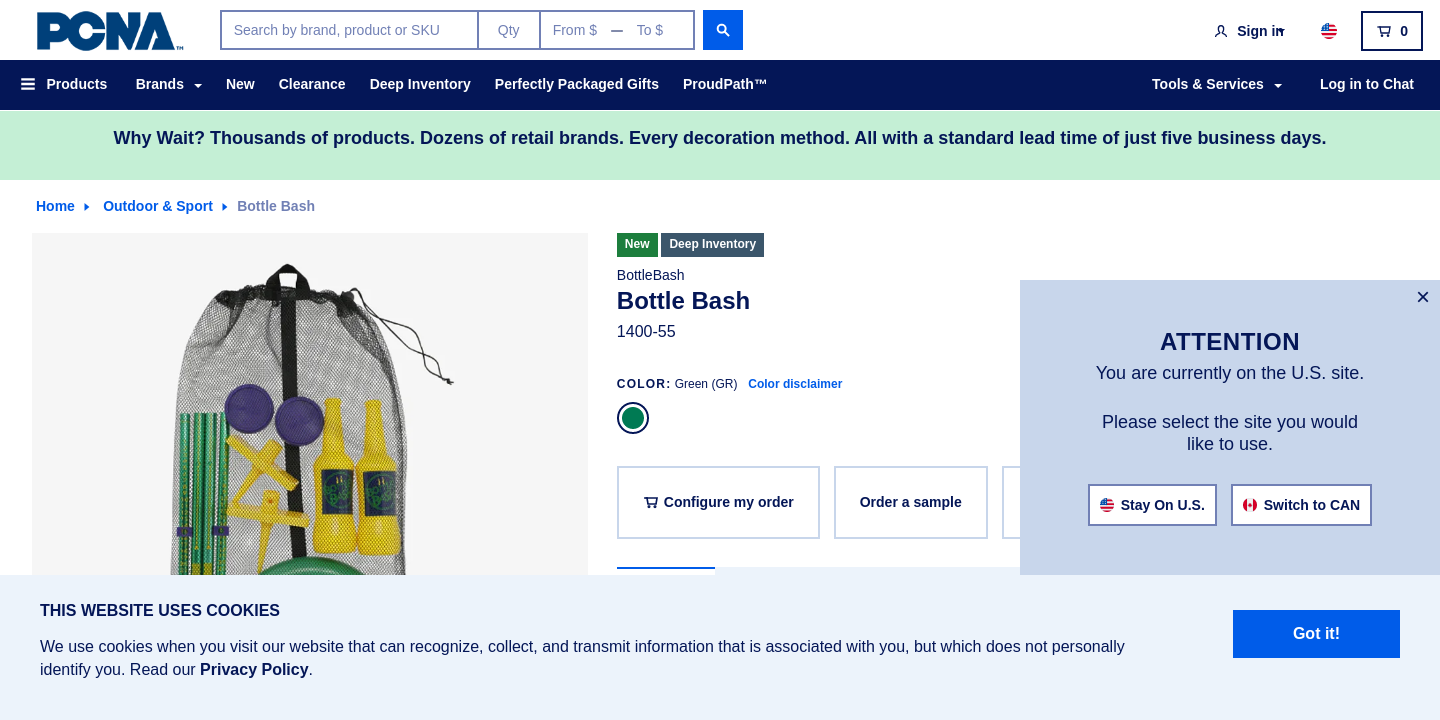 PCNA™
Search by brand, product or SKU
Qty
From $ — To $
Sign in
0
Products
Brands
New
Clearance
Deep Inventory
Perfectly Packaged Gifts
ProudPath™
Tools & Services
Log in to Chat
Why Wait? Thousands of products. Dozens of retail brands. Every decoration method. All with a standard lead time of just five business days.
Home
Outdoor & Sport
Bottle Bash
New
Deep Inventory
BottleBash
Bottle Bash
1400-55
COLOR: Green (GR) Color disclaimer
Configure my order
Order a sample
×
ATTENTION
You are currently on the U.S. site.
Please select the site you would
like to use.
Stay On U.S.
Switch to CAN
THIS WEBSITE USES COOKIES
We use cookies when you visit our website that can recognize, collect, and transmit information that is associated with you, but which does not personally
identify you. Read our Privacy Policy.
Got it!